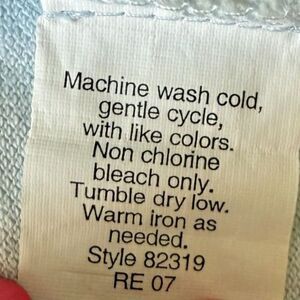 Machine wash cold,
gentle cycle,
with like colors.
Non chlorine
bleach only.
Tumble dry low.
Warm iron as
needed.
Style 82319
RE 07